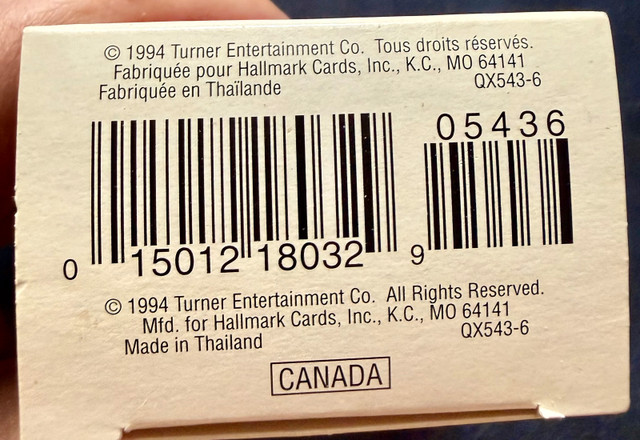 © 1994 Turner Entertainment Co. Tous droits réservés.
Fabriquée pour Hallmark Cards, Inc., K.C., MO 64141
Fabriquée en Thaïlande QX543-6
05436
0 15012 18032 9
© 1994 Turner Entertainment Co. All Rights Reserved.
Mfd. for Hallmark Cards, Inc., K.C., MO 64141
Made in Thailand QX543-6
CANADA